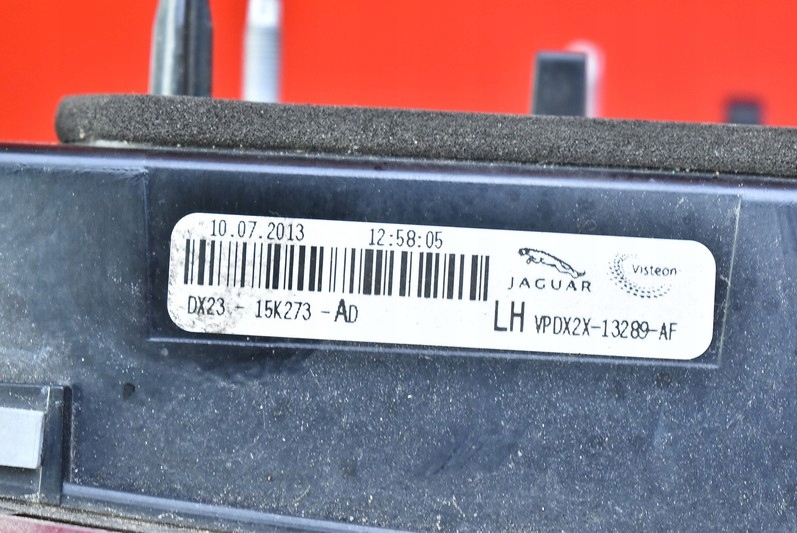 10.07.2013 12:58:05
JAGUAR
Visteon
DX23 - 15K273 -AD
LH VPDX2X-13289-AF